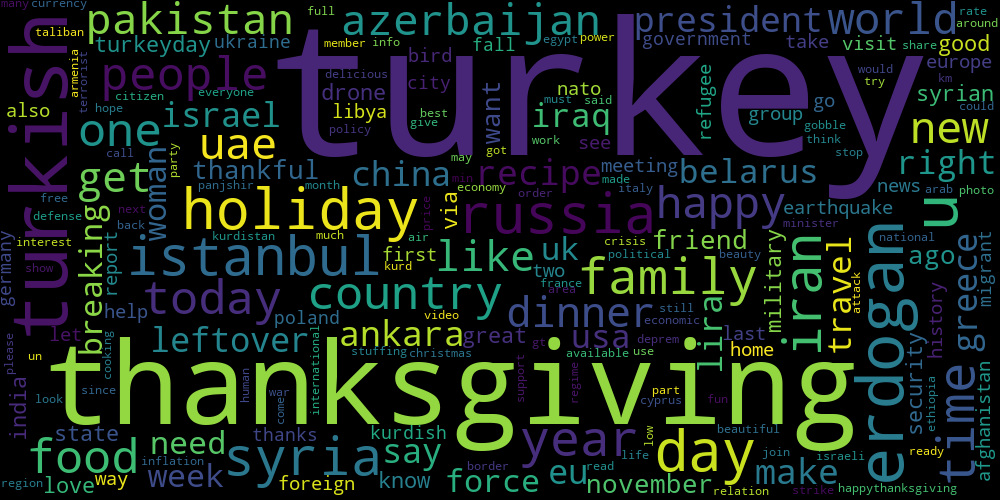 many currency full azerbaijan president world rate around
pakistan
taliban turkeyday ukraine member info egypt power government take visit share good
turkish people fall bird turkey europe
armenia terrorist citizen everyone drone city nato km syrian
also hope delicious libya want must said refugee would try could
one israel best give iraq group go new
policy work see gobble think stop right
call party uae may got meeting
woman thankful china recipe belarus news arab photo
get free panjshir month economy min made italy
defense holiday via russia order happy earthquake u
next back price minister
germany interest kurdistan much air crisis friend national
breaking report istanbul first like uk political beauty military iran travel erdogan greece ago migrant
show kurd two france family attack
today country area
help video dinner still economic lira history
please let poland ankara great gt usa deprem last security
un cooking leftover stuffing christmas available use home
india since look thanksgiving international human war comer support regime cyprus part fun time ethiopia afghanistan
low beautiful
state thanks kurdish year life join israeli ready
food need syria say day
inflation border read
region love way week foreign know force eu november relation strike make happythanksgiving